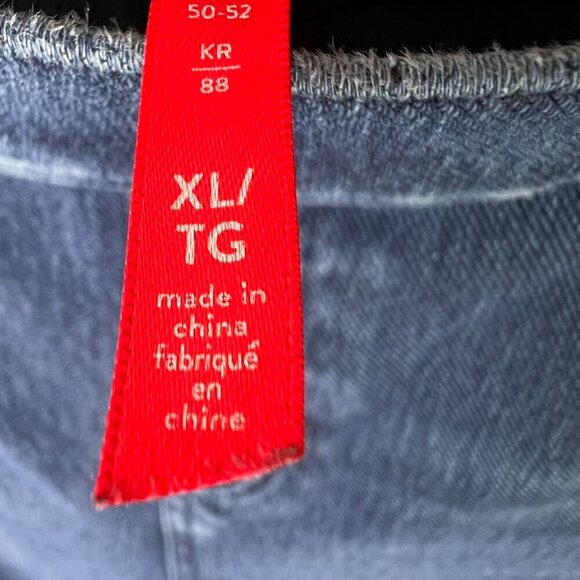 50-52
KR
88
XL/
TG
made in
china
fabriqué
en
chine